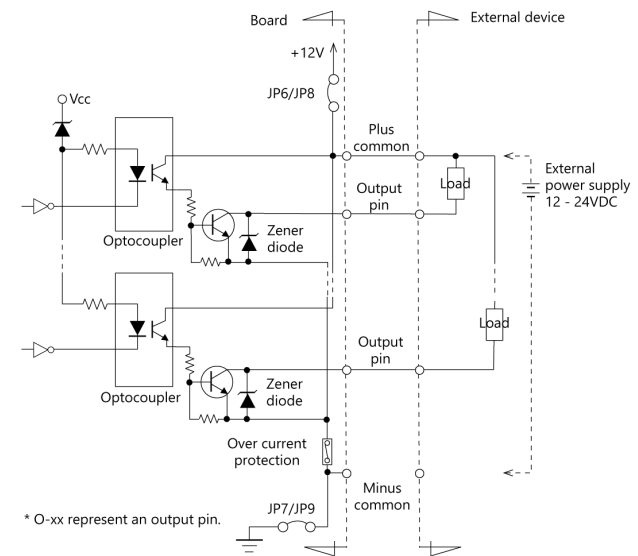 Board
External device
+12V
JP6/JP8
Vcc
Plus
common
Output
pin
Load
External
power supply
12 - 24VDC
Optocoupler
Zener
diode
Output
pin
Load
Optocoupler
Zener
diode
Over current
protection
Minus
common
JP7/JP9
* O-xx represent an output pin.